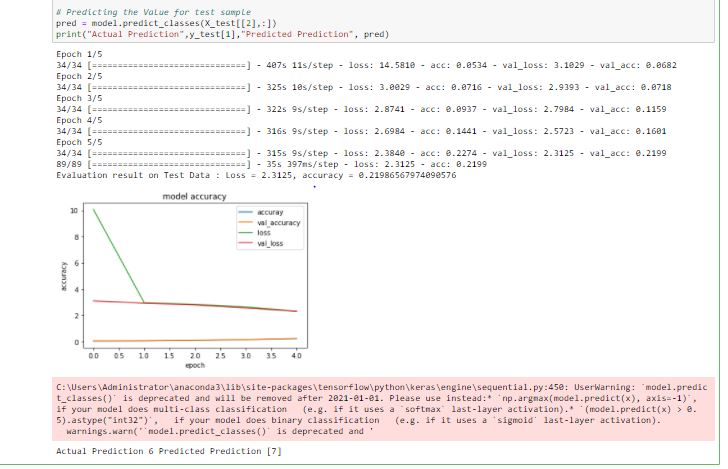 # Predicting the Value for test sample
pred = model.predict_classes(X_test[[2],:])
print("Actual Prediction",y_test[1],"Predicted Prediction", pred)
Epoch 1/5
34/34 [==============================] - 407s 11s/step - loss: 14.5810 - acc: 0.0534 - val_loss: 3.1029 - val_acc: 0.0682
Epoch 2/5
34/34 [==============================] - 325s 10s/step - loss: 3.0029 - acc: 0.0716 - val_loss: 2.9393 - val_acc: 0.0718
Epoch 3/5
34/34 [==============================] - 322s 9s/step - loss: 2.8741 - acc: 0.0937 - val_loss: 2.7984 - val_acc: 0.1159
Epoch 4/5
34/34 [==============================] - 316s 9s/step - loss: 2.6984 - acc: 0.1441 - val_loss: 2.5723 - val_acc: 0.1601
Epoch 5/5
34/34 [==============================] - 315s 9s/step - loss: 2.3840 - acc: 0.2274 - val_loss: 2.3125 - val_acc: 0.2199
89/89 [==============================] - 35s 397ms/step - loss: 2.3125 - acc: 0.2199
Evaluation result on Test Data : Loss = 2.3125, accuracy = 0.21986567974090576
model accuracy
accuray
val_accuracy
loss
val_loss
accuracy
10
8
6
4
2
0
0.0 0.5 1.0 1.5 2.0 2.5 3.0 3.5 4.0
epoch
C:\Users\Administrator\anaconda3\lib\site-packages\tensorflow\python\keras\engine\sequential.py:450: UserWarning: `model.predic
t_classes()` is deprecated and will be removed after 2021-01-01. Please use instead:* `np.argmax(model.predict(x), axis=-1)`,
if your model does multi-class classification (e.g. if it uses a `softmax` last-layer activation).* `(model.predict(x) > 0.
5).astype("int32")`, if your model does binary classification (e.g. if it uses a `sigmoid` last-layer activation).
warnings.warn('`model.predict_classes()` is deprecated and '
Actual Prediction 6 Predicted Prediction [7]